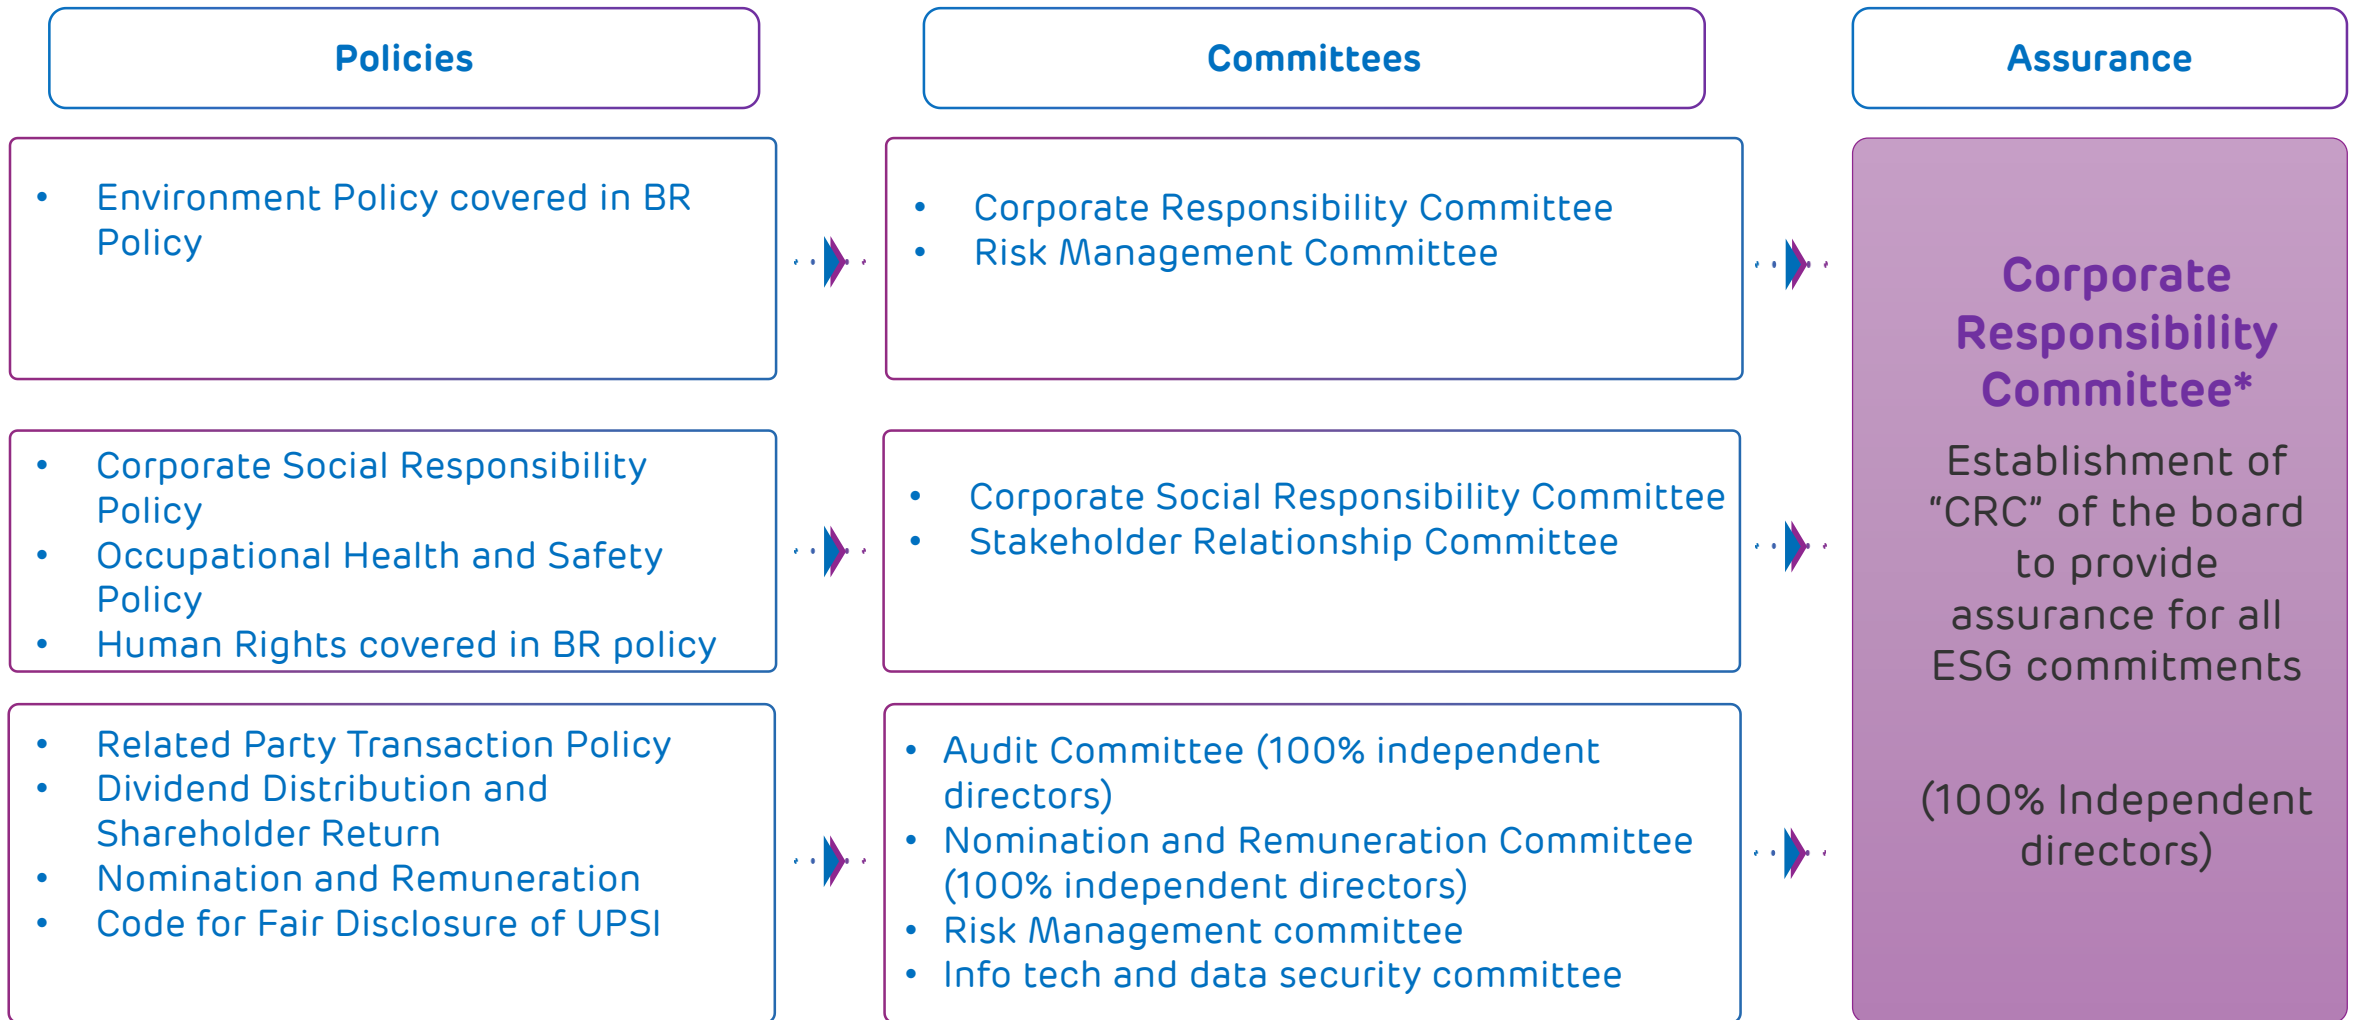 Policies
Committees
Assurance
• Environment Policy covered in BR
Policy
• Corporate Responsibility Committee
• Risk Management Committee
• Corporate Social Responsibility
Policy
• Occupational Health and Safety
Policy
• Human Rights covered in BR policy
• Corporate Social Responsibility Committee
• Stakeholder Relationship Committee
• Related Party Transaction Policy
• Dividend Distribution and
Shareholder Return
• Nomination and Remuneration
• Code for Fair Disclosure of UPSI
• Audit Committee (100% independent
directors)
• Nomination and Remuneration Committee
(100% independent directors)
• Risk Management committee
• Info tech and data security committee
Corporate
Responsibility
Committee*
Establishment of
“CRC” of the board
to provide
assurance for all
ESG commitments
(100% Independent
directors)